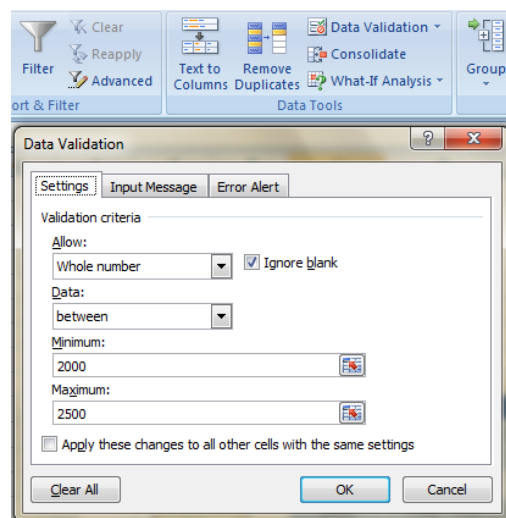 Clear
Reapply
Advanced
Filter
ort & Filter
Text to
Columns
Remove
Duplicates
Data Validation
Consolidate
What-If Analysis
Data Tools
Group
Data Validation
?
X
Settings
Input Message
Error Alert
Validation criteria
Allow:
Whole number
Ignore blank
Data:
between
Minimum:
2000
Maximum:
2500
Apply these changes to all other cells with the same settings
Clear All
OK
Cancel